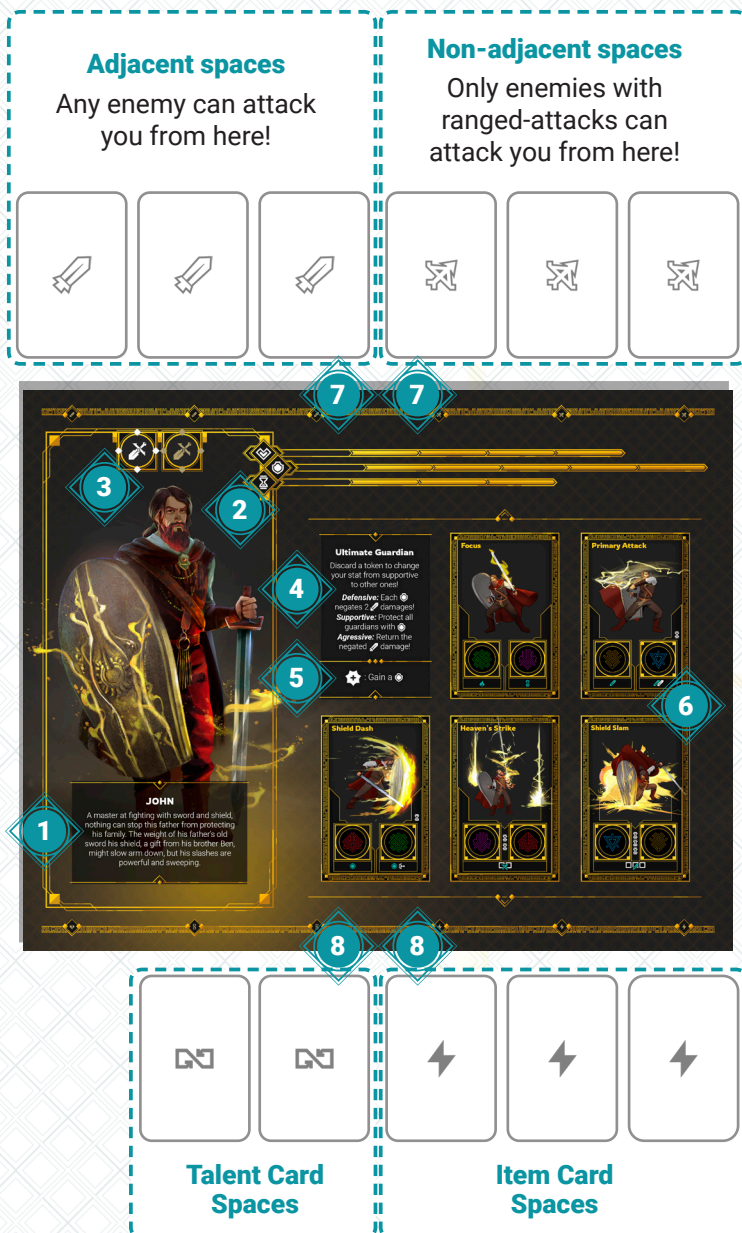 Adjacent spaces
Any enemy can attack
you from here!
Non-adjacent spaces
Only enemies with
ranged-attacks can
attack you from here!
7
7
3
2
4
5
6
1
Ultimate Guardian
Discard a token to change
your stat from supportive
to other ones!
Defensive: Each
negates 2 damages!
Supportive: Protect all
guardians with
Agressive: Return the
negated damage!
: Gain a
Focus
Primary Attack
Shield Dash
Heaven's Strike
Shield Slam
JOHN
A master at fighting with sword and shield,
nothing can stop this father from protecting
his family. The weight of his father's old
sword his shield, a gift from his brother Ben,
might slow arm down, but his slashes are
powerful and sweeping.
8
8
Talent Card
Spaces
Item Card
Spaces